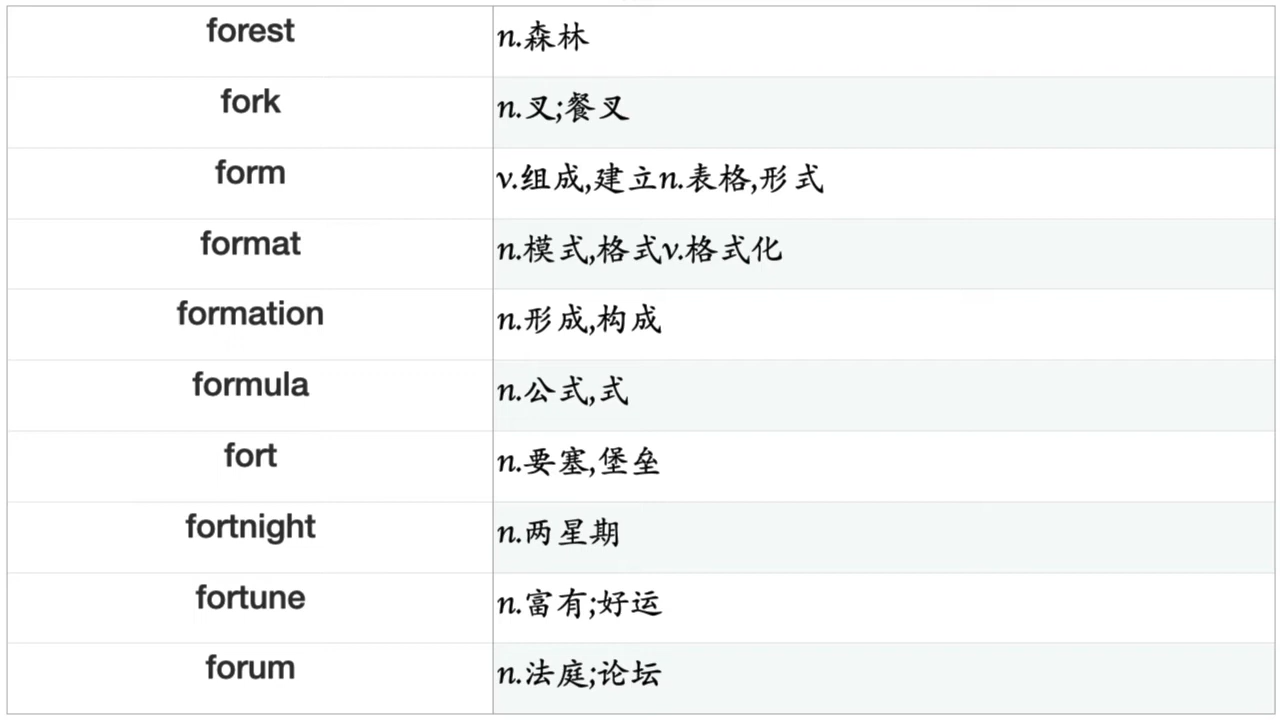 forest n.森林
fork n.叉;餐叉
form v.组成,建立n.表格,形式
format n.模式,格式v.格式化
formation n.形成,构成
formula n.公式,式
fort n.要塞,堡垒
fortnight n.两星期
fortune n.富有;好运
forum n.法庭;论坛